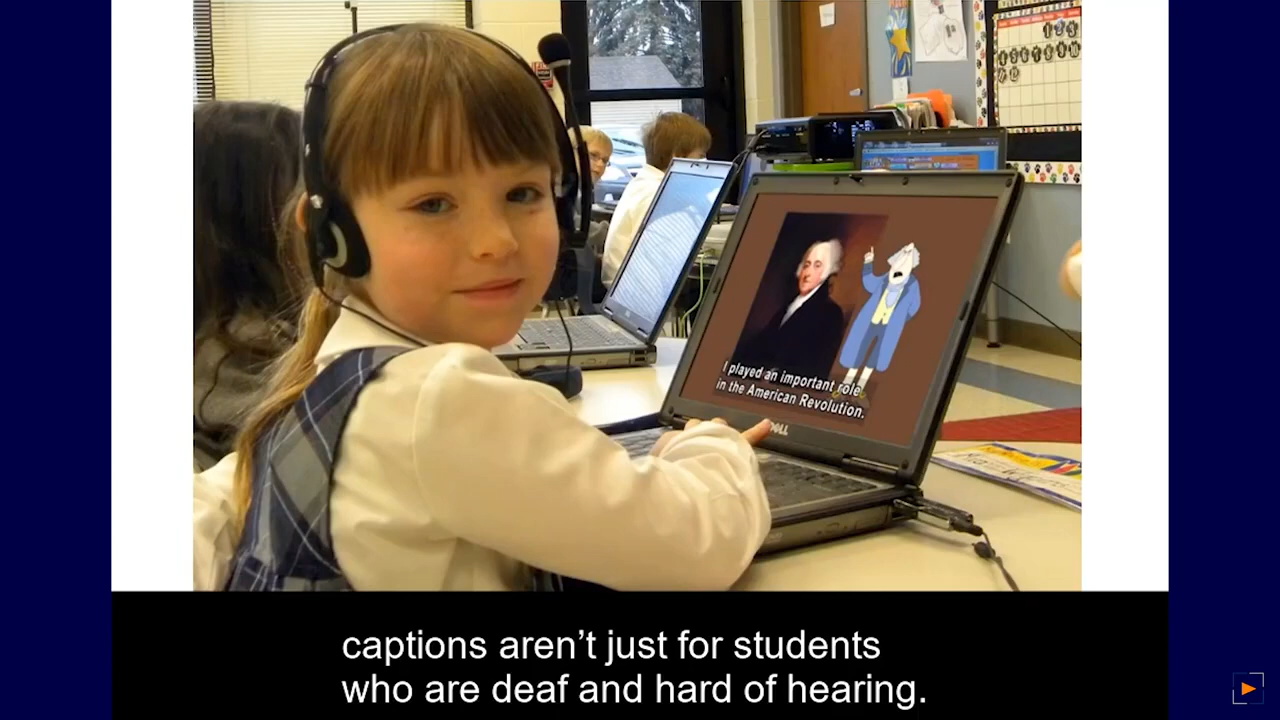 I played an important role
in the American Revolution.
DELL
captions aren't just for students
who are deaf and hard of hearing.